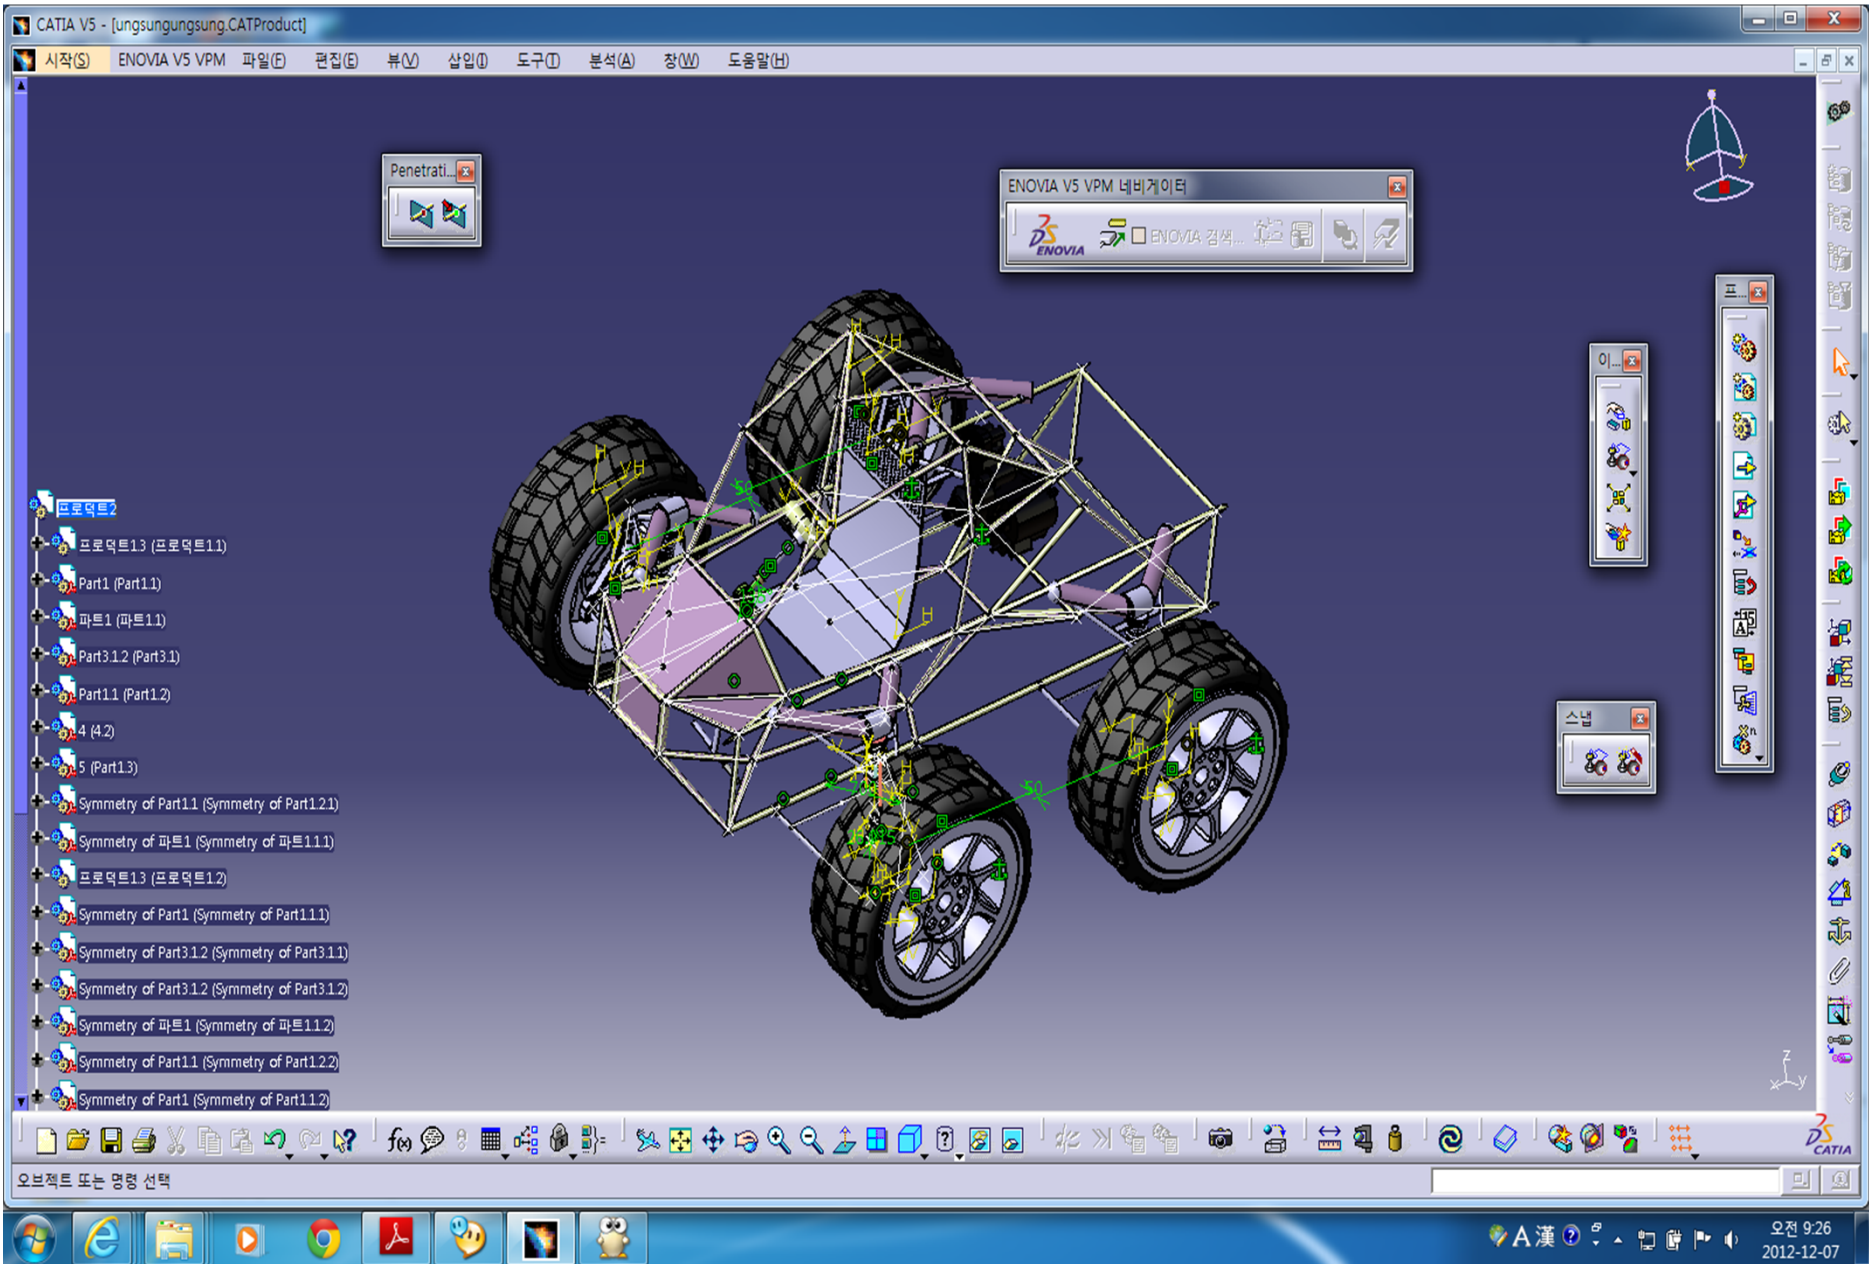 CATIA V5 - [ungsungungsung.CATProduct]
시작(S) ENOVIA V5 VPM 파일(F) 편집(E) 뷰(V) 삽입(I) 도구(T) 분석(A) 창(W) 도움말(H)
Penetrati...
ENOVIA V5 VPM 네비게이터
ENOVIA
ENOVIA 검색...
프...
이...
스냅
프로덕트2
프로덕트1.3 (프로덕트1.1)
Part1 (Part1.1)
파트1 (파트1.1)
Part3.1.2 (Part3.1)
Part1.1 (Part1.2)
4 (4.2)
5 (Part1.3)
Symmetry of Part1.1 (Symmetry of Part1.2.1)
Symmetry of 파트1 (Symmetry of 파트1.1.1)
프로덕트1.3 (프로덕트1.2)
Symmetry of Part1 (Symmetry of Part1.1.1)
Symmetry of Part3.1.2 (Symmetry of Part3.1.1)
Symmetry of Part3.1.2 (Symmetry of Part3.1.2)
Symmetry of 파트1 (Symmetry of 파트1.1.2)
Symmetry of Part1.1 (Symmetry of Part1.2.2)
Symmetry of Part1 (Symmetry of Part1.1.2)
50
50
z
x y
f(x)
CATIA
오브젝트 또는 명령 선택
A 漢
오전 9:26
2012-12-07